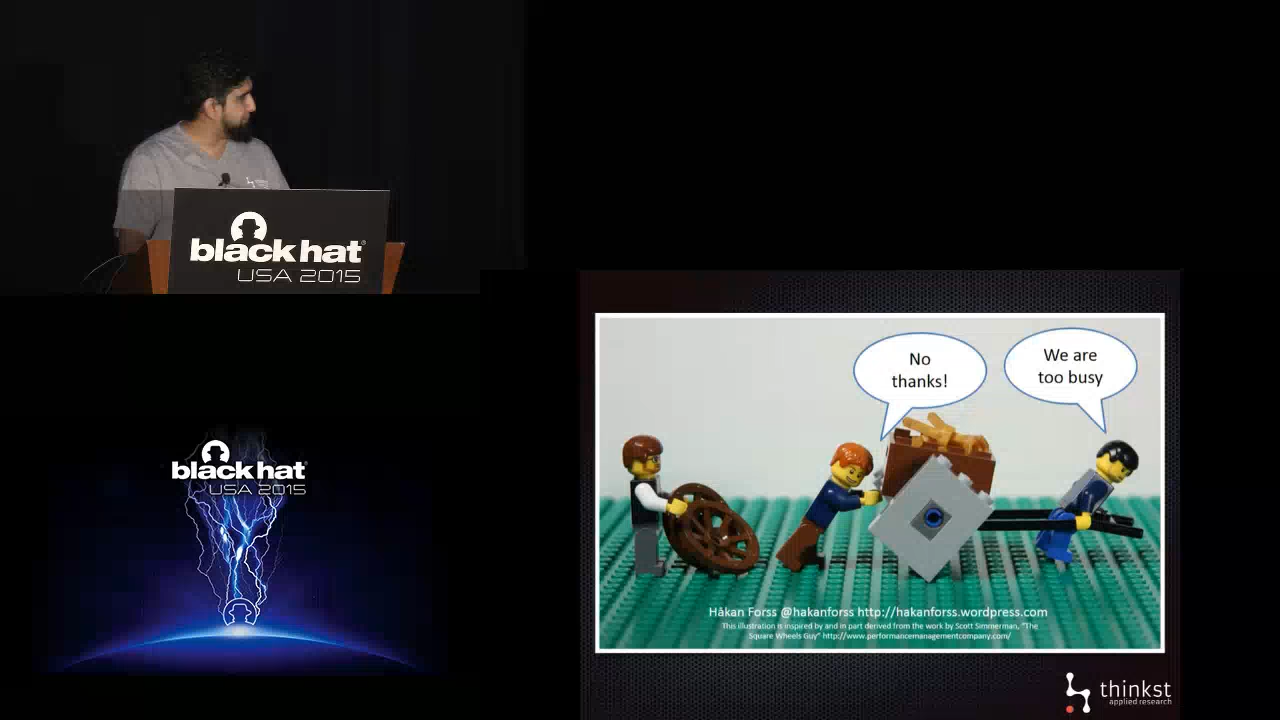 black hat
USA 2015
black hat
USA 2015
No
thanks!
We are
too busy
Håkan Forss @hakanforss http://hakanforss.wordpress.com
This illustration is inspired by and in part derived from the work by Scott Simmerman, "The
Square Wheels Guy" http://www.performancemanagementcompany.com/
thinkst
applied research